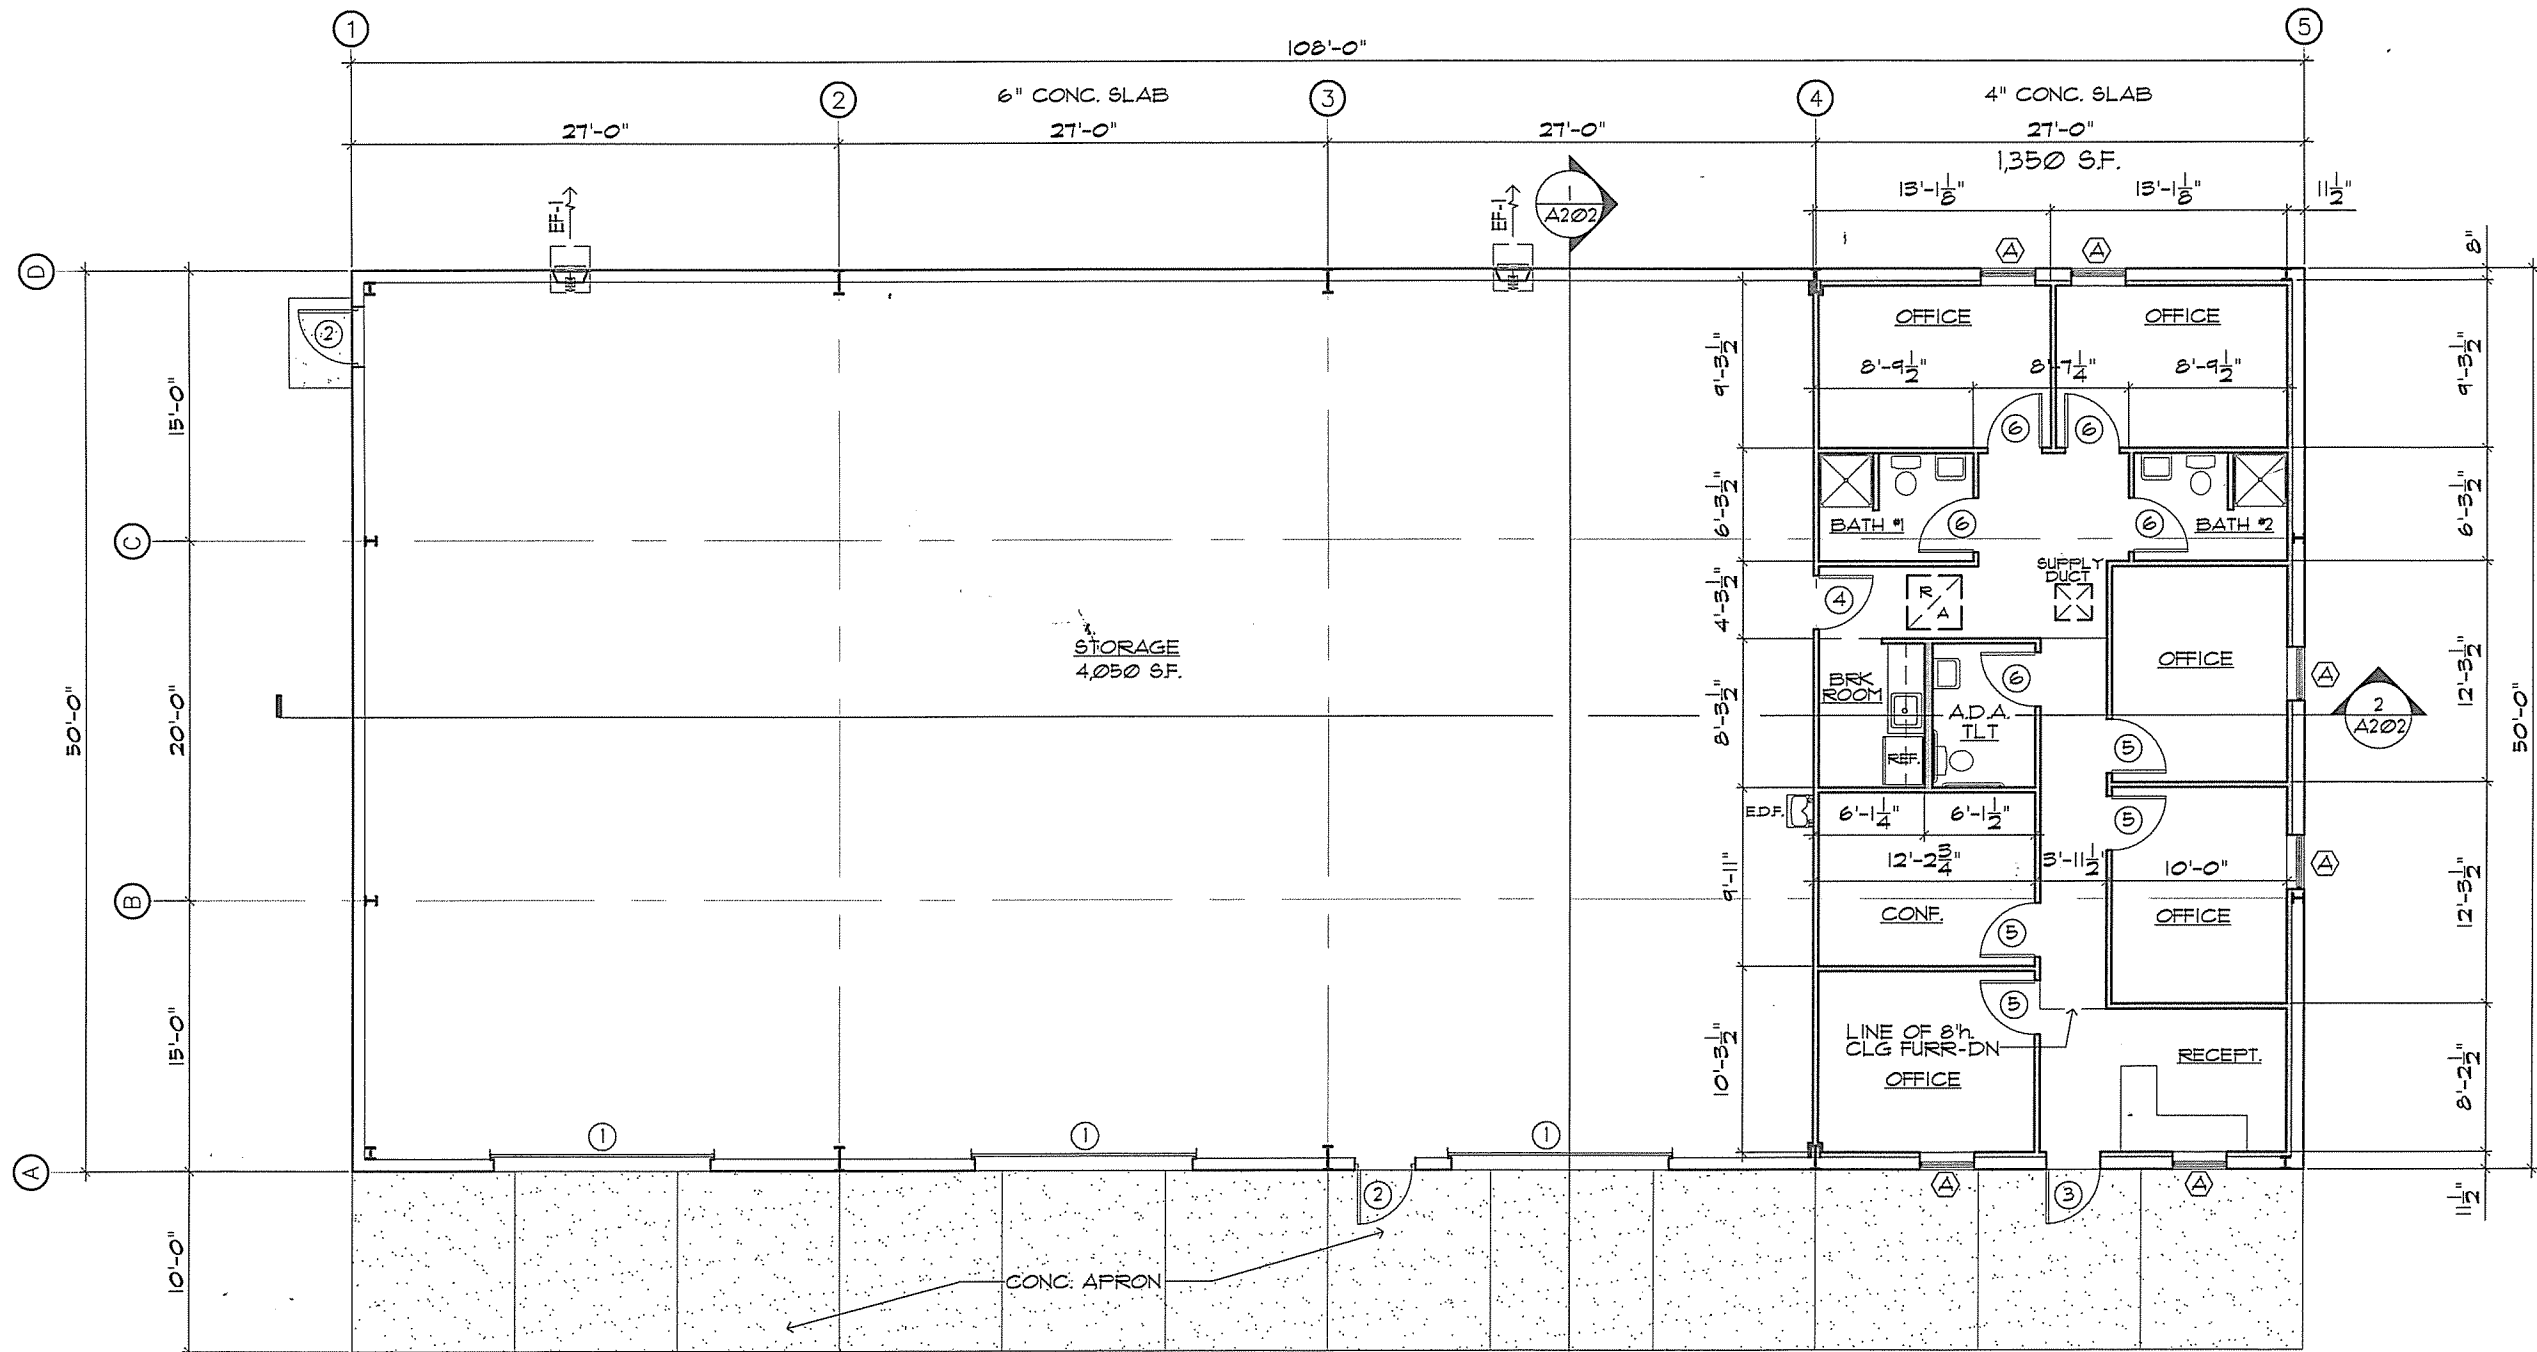 1
5
108'-0"
2
6" CONC. SLAB
3
4
4" CONC. SLAB
27'-0"
27'-0"
27'-0"
27'-0"
1,350 S.F.
13'-1 1/8"
13'-1 1/8"
11 1/2"
EF-1
EF-1
1
A202
8"
D
A
A
2
OFFICE
OFFICE
9'-3 1/2"
8'-9 1/2"
8'-7 1/4"
8'-9 1/2"
9'-3 1/2"
15'-0"
6
6
6'-3 1/2"
BATH #1
6
6
BATH #2
6'-3 1/2"
C
SUPPLY
DUCT
4'-3 1/2"
4
R/A
STORAGE
4,050 S.F.
OFFICE
A
12'-3 1/2"
50'-0"
20'-0"
8'-3 1/2"
BRK
ROOM
6
A.D.A.
TLT
REF.
5
2
A202
50'-0"
E.D.F.
6'-1 1/4"
6'-1 1/2"
5
12'-2 3/4"
3'-11 1/2"
10'-0"
A
9'-11"
B
CONF.
5
OFFICE
12'-3 1/2"
15'-0"
10'-3 1/2"
5
LINE OF 8'h.
CLG FURR-DN
OFFICE
RECEPT.
8'-2 1/2"
1
1
1
A
2
A
3
A
11 1/2"
10'-0"
CONC. APRON